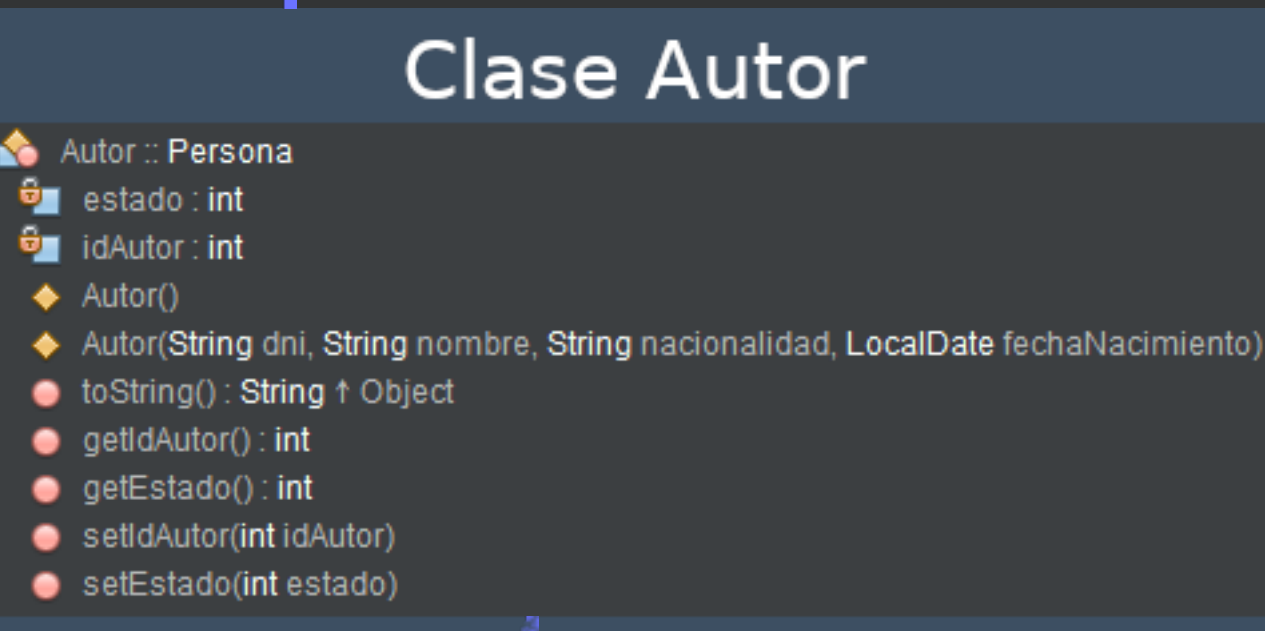 Clase Autor
Autor :: Persona
estado : int
idAutor : int
Autor()
Autor(String dni, String nombre, String nacionalidad, LocalDate fechaNacimiento)
toString() : String ↑ Object
getIdAutor() : int
getEstado() : int
setIdAutor(int idAutor)
setEstado(int estado)